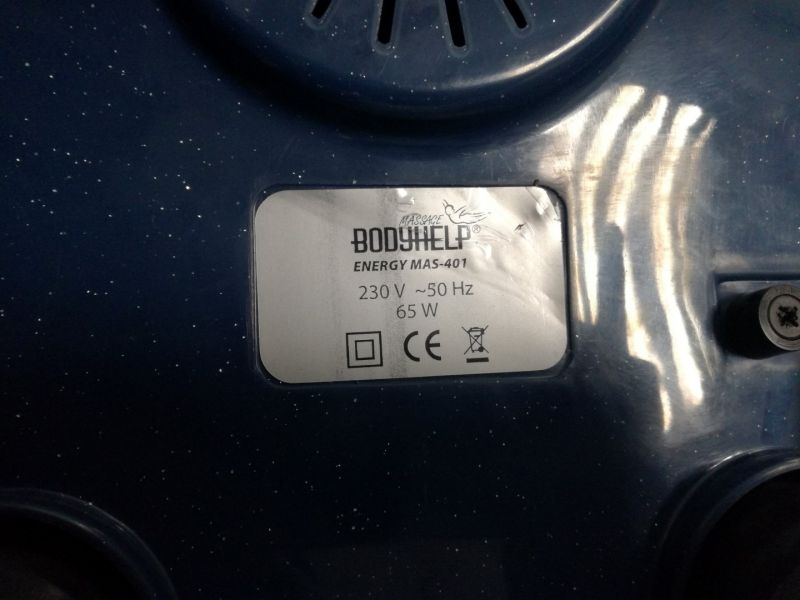 MASSAGE
BODYHELP®
ENERGY MAS-401
230 V ~50 Hz
65 W
CE